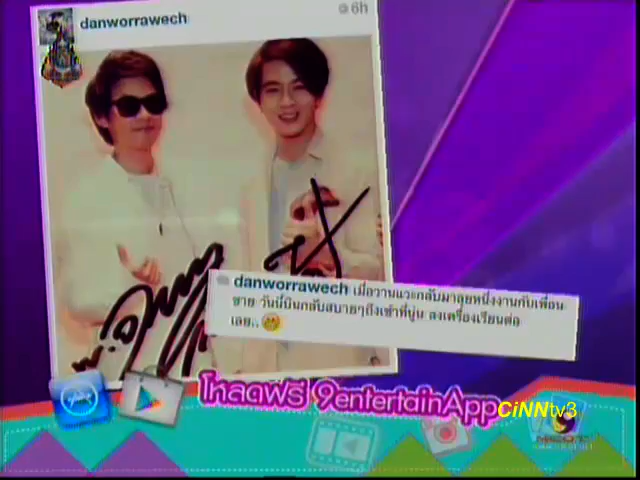 danworrawech
6h
danworrawech เมื่อวานแวะกลับมาลุยหนึ่งงานกับเพื่อน
ชาย วันนี้บินกลับสบายๆถึงเช้าที่นู่น ลงเครื่องเรียนต่อ
เลย..
โหลดฟรี 9entertainApp
CiNNtv3